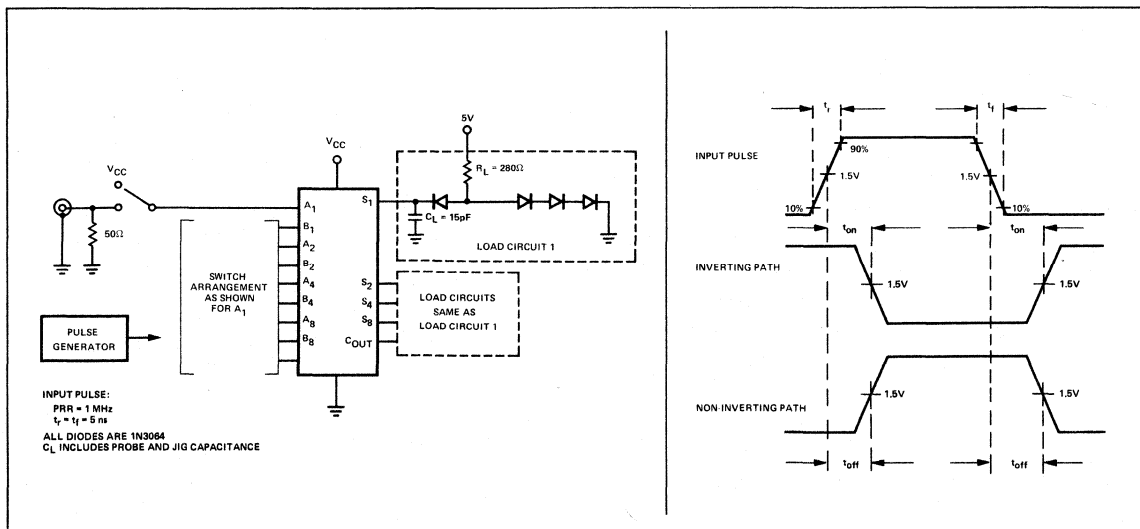 VCC
VCC
50Ω
A1
B1
A2
B2
A4
B4
A8
B8
S1
S2
S4
S8
COUT
5V
RL = 280Ω
CL = 15pF
LOAD CIRCUIT 1
SWITCH
ARRANGEMENT
AS SHOWN
FOR A1
LOAD CIRCUITS
SAME AS
LOAD CIRCUIT 1
PULSE
GENERATOR
INPUT PULSE:
PRR = 1 MHz
tr = tf = 5 ns
ALL DIODES ARE 1N3064
CL INCLUDES PROBE AND JIG CAPACITANCE
tr
tf
INPUT PULSE
90%
1.5V
1.5V
10%
10%
ton
ton
INVERTING PATH
1.5V
1.5V
NON-INVERTING PATH
1.5V
1.5V
toff
toff